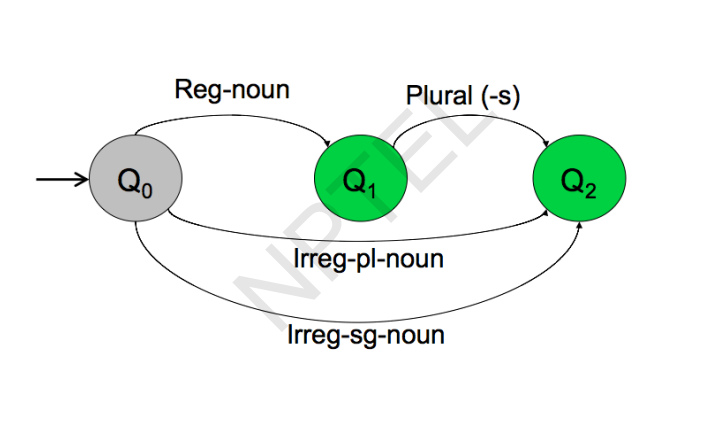 Reg-noun
Plural (-s)
Q0
Q1
Q2
Irreg-pl-noun
Irreg-sg-noun
NPTEL